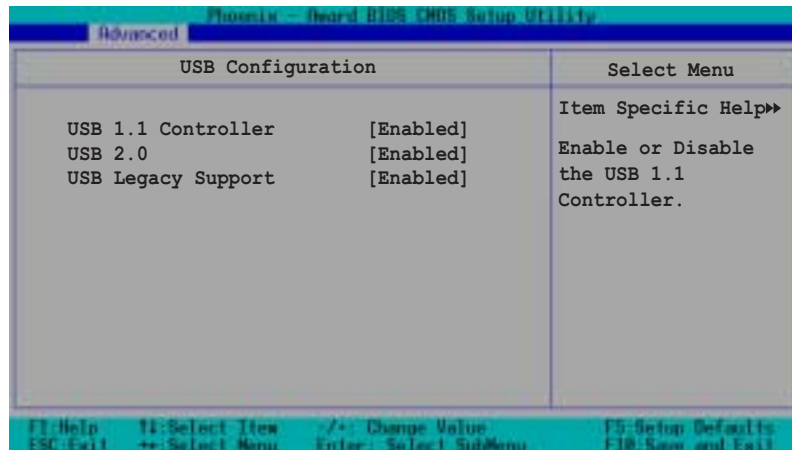 Phoenix - Award BIOS CMOS Setup Utility
Advanced
USB Configuration
Select Menu
USB 1.1 Controller [Enabled]
USB 2.0 [Enabled]
USB Legacy Support [Enabled]
Item Specific Help▸▸
Enable or Disable
the USB 1.1
Controller.
F1:Help ↑↓:Select Item -/+: Change Value F5:Setup Defaults
ESC:Exit ↔:Select Menu Enter: Select SubMenu F10:Save and Exit